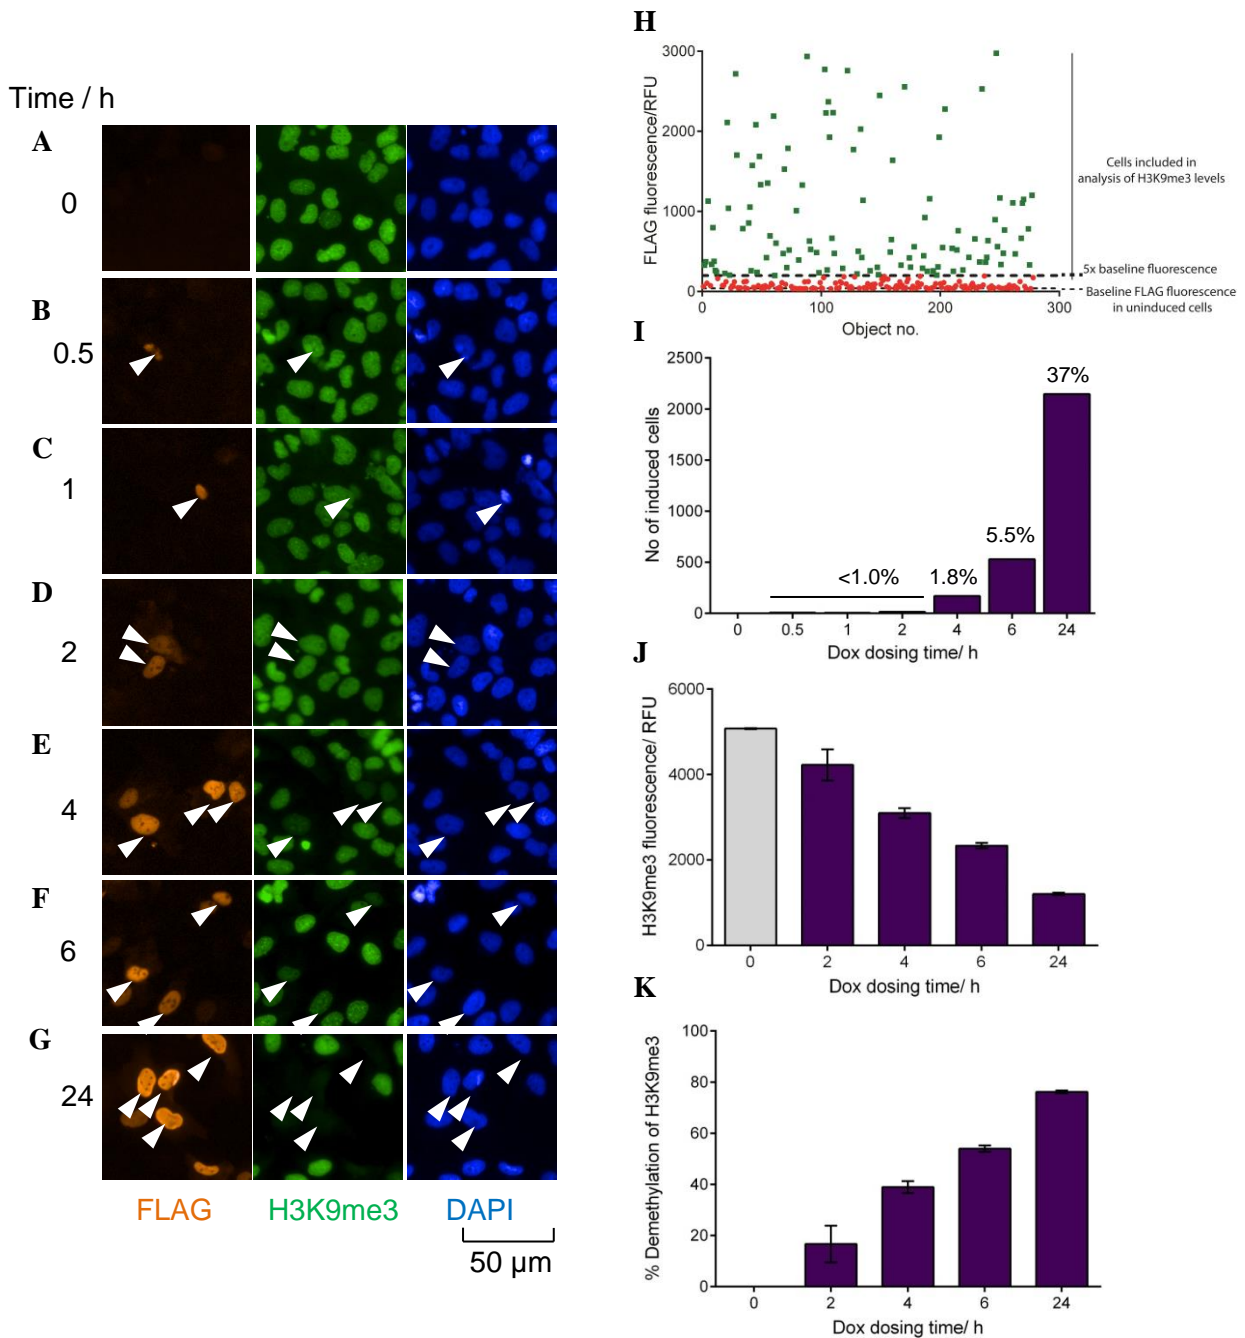 Time / h
A
0
B
0.5
C
1
D
2
E
4
F
6
G
24
FLAG
H3K9me3
DAPI
50 µm
H
FLAG fluorescence/RFU
3000
2000
1000
0
0
100
200
300
Object no.
Cells included in
analysis of H3K9me3 levels
5x baseline fluorescence
Baseline FLAG fluorescence
in uninduced cells
I
No of induced cells
2500
2000
1500
1000
500
0
<1.0%
1.8%
5.5%
37%
0
0.5
1
2
4
6
24
Dox dosing time/ h
J
H3K9me3 fluorescence/ RFU
6000
4000
2000
0
0
2
4
6
24
Dox dosing time/ h
K
% Demethylation of H3K9me3
100
80
60
40
20
0
0
2
4
6
24
Dox dosing time/ h